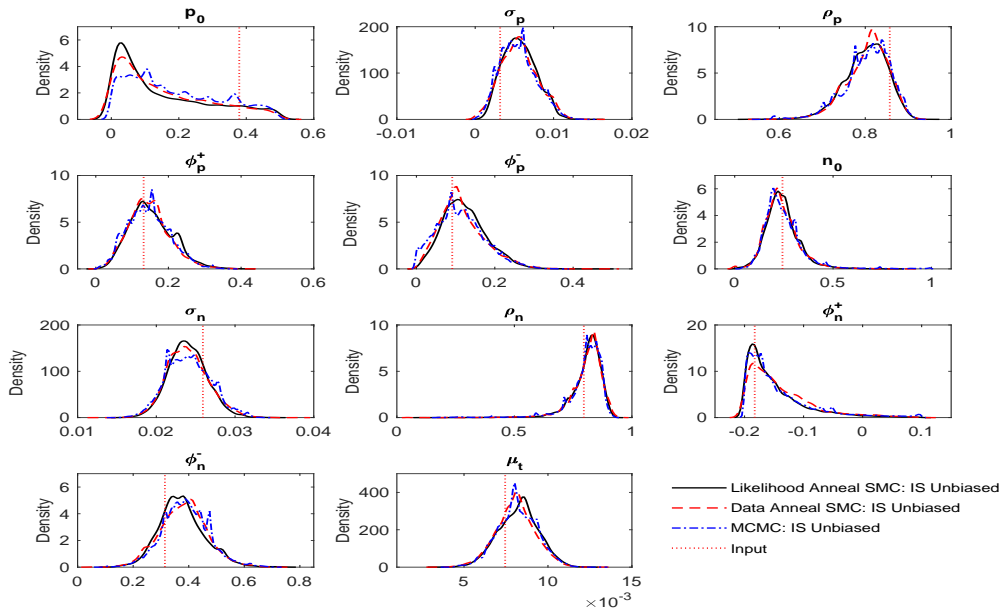 p0 σp ρp
Density
6
4
2
0
0 0.2 0.4 0.6
Density
200
100
0
-0.01 0 0.01 0.02
Density
10
5
0
0.6 0.8 1
ϕp+ ϕp- n0
Density
10
5
0
0 0.2 0.4 0.6
Density
10
5
0
0 0.2 0.4
Density
6
4
2
0
0 0.5 1
σn ρn ϕn+
Density
200
100
0
0.01 0.02 0.03 0.04
Density
10
5
0
0 0.5 1
Density
20
10
0
-0.2 -0.1 0 0.1
ϕn- μt
Density
6
4
2
0
0 0.2 0.4 0.6 0.8
Density
400
200
0
5 10 15
×10-3
Likelihood Anneal SMC: IS Unbiased
Data Anneal SMC: IS Unbiased
MCMC: IS Unbiased
Input